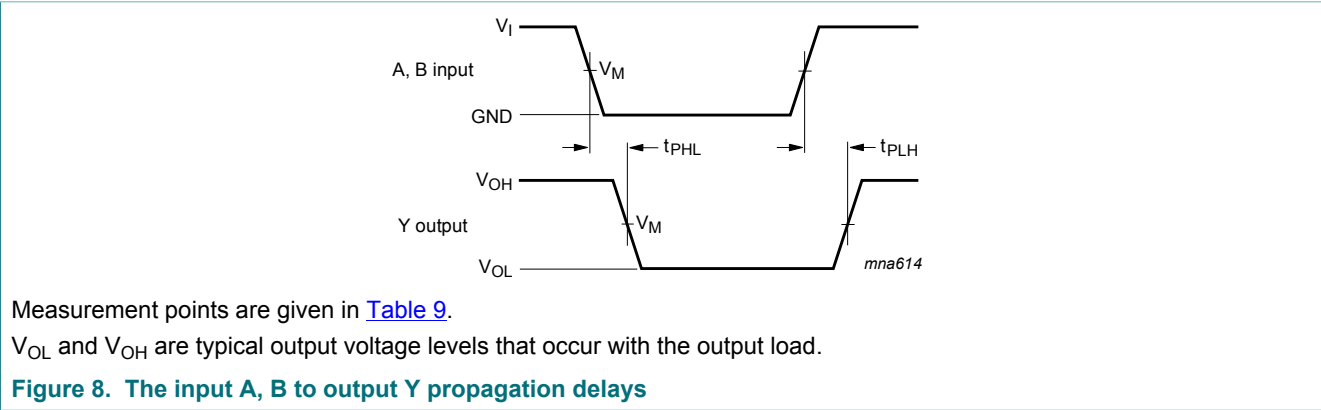 VI
A, B input
VM
GND
tPHL
tPLH
VOH
Y output
VM
VOL
mna614
Measurement points are given in Table 9.
VOL and VOH are typical output voltage levels that occur with the output load.
Figure 8. The input A, B to output Y propagation delays